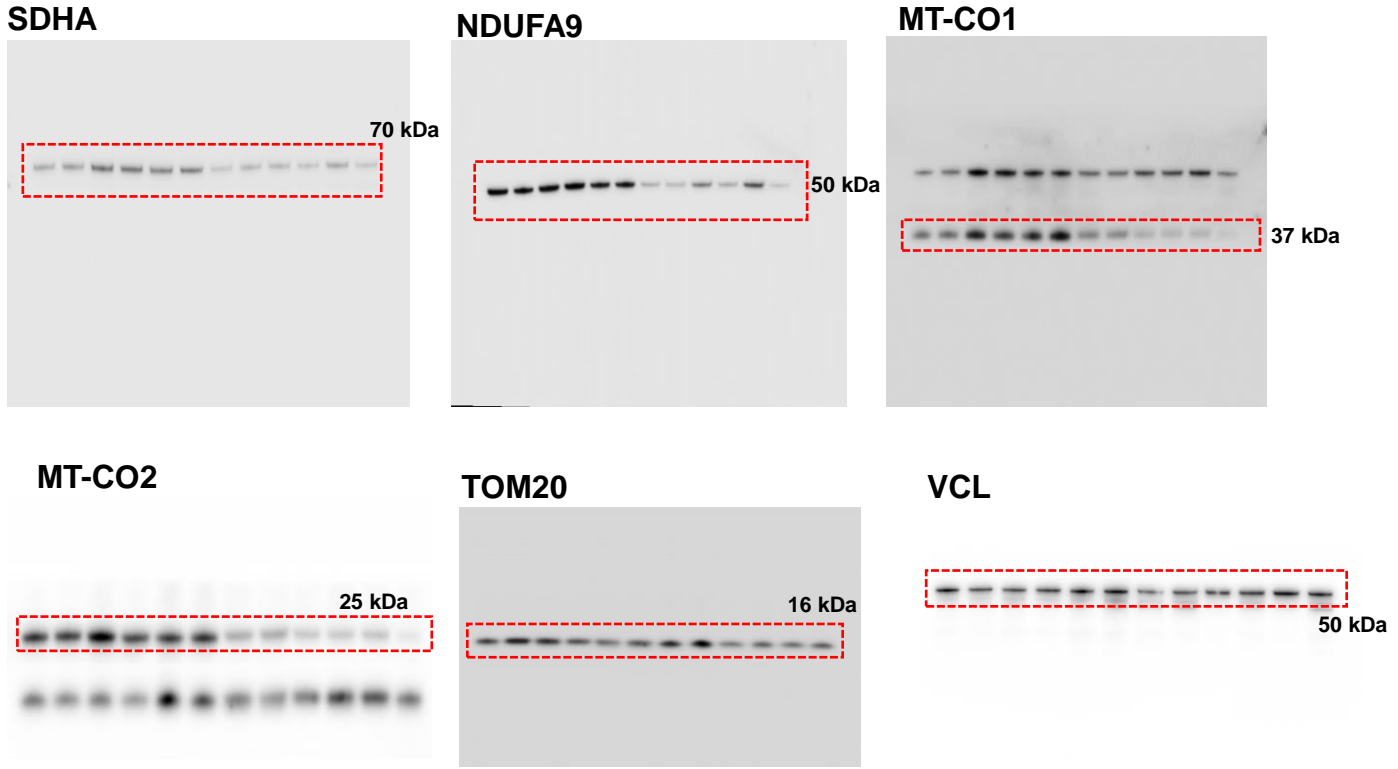 SDHA
NDUFA9
MT-CO1
70 kDa
50 kDa
37 kDa
MT-CO2
TOM20
VCL
25 kDa
16 kDa
50 kDa